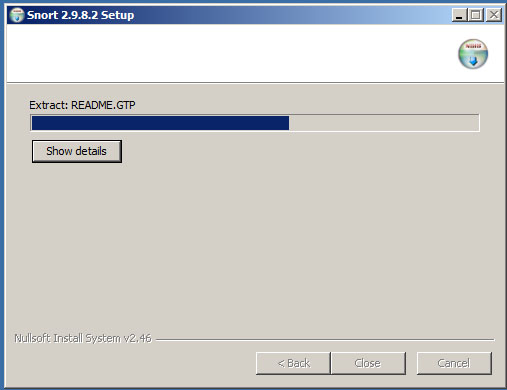 Snort 2.9.8.2 Setup
Extract: README.GTP
Show details
Nullsoft Install System v2.46
< Back
Close
Cancel